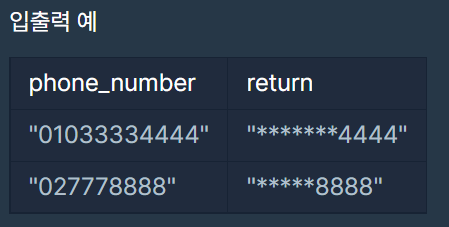 입출력 예
phone_number return
"01033334444" "*******4444"
"027778888" "*****8888"